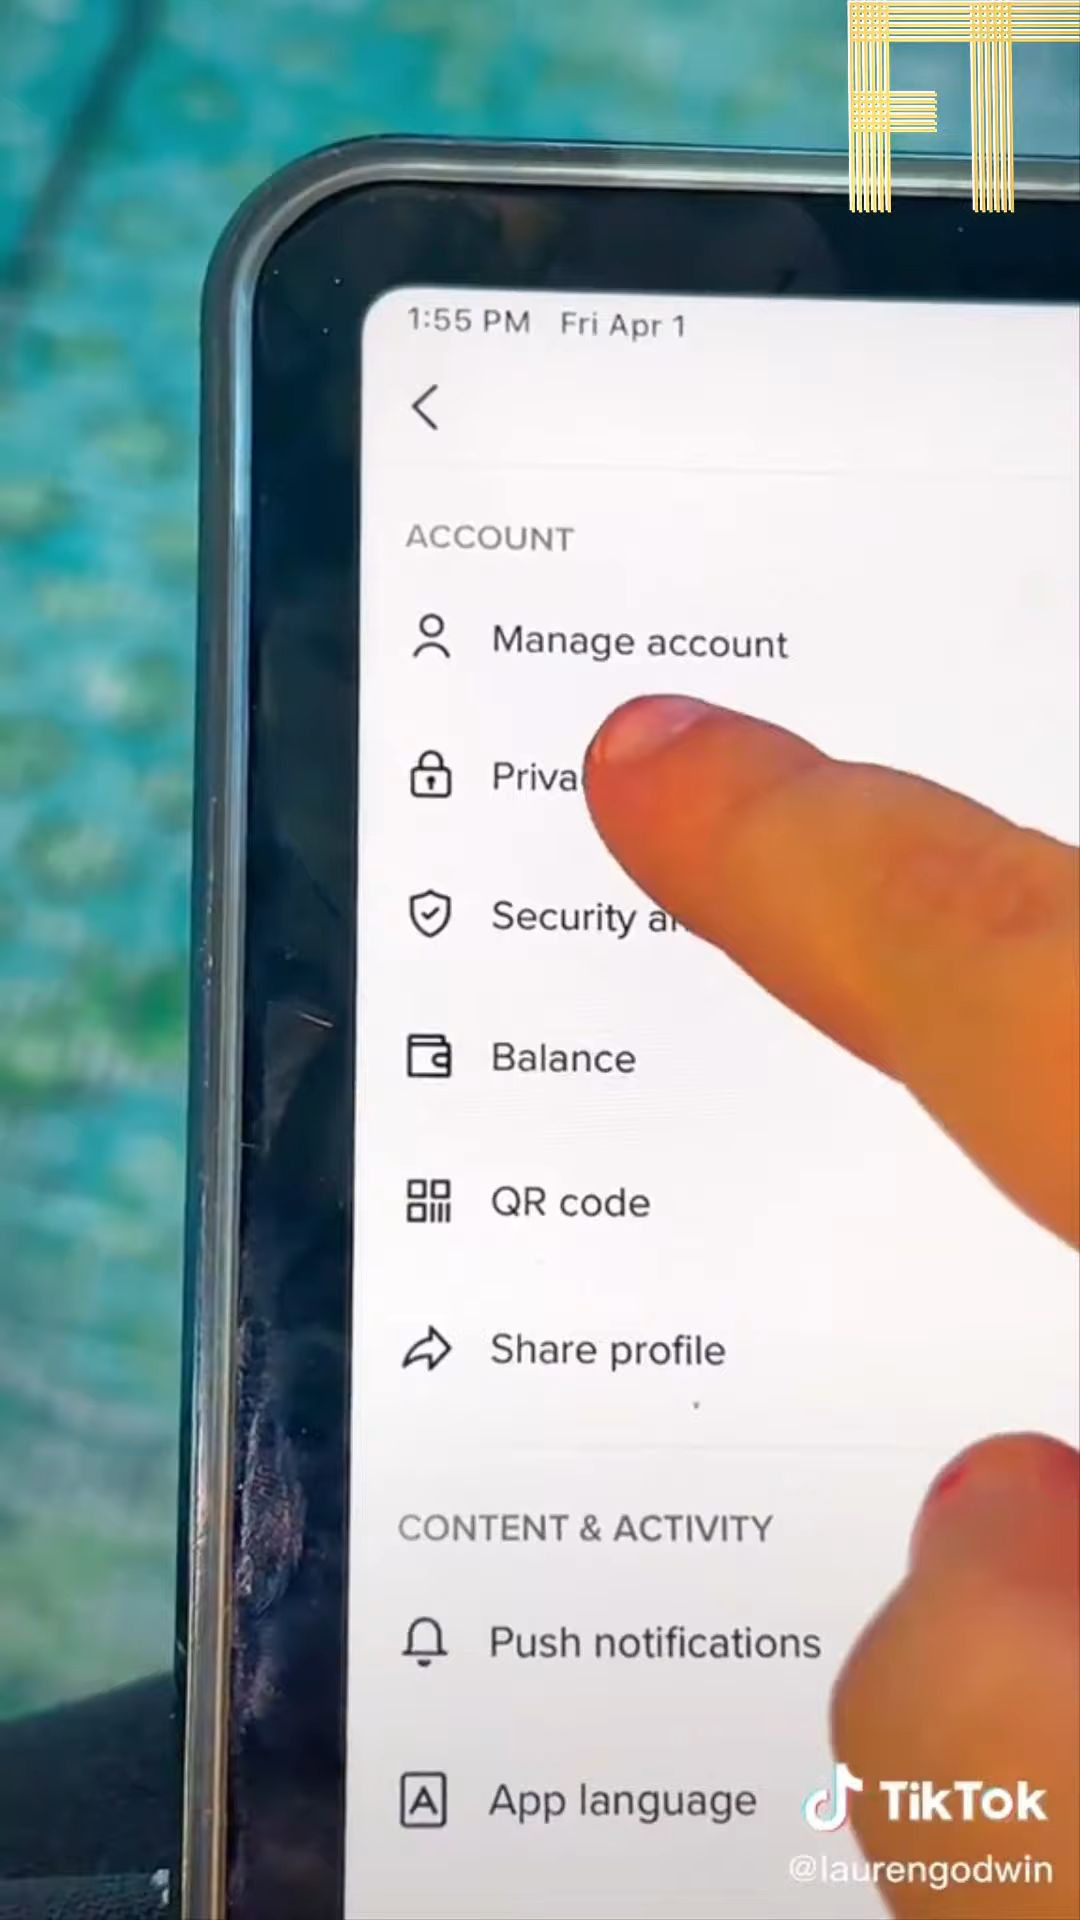 FT
1:55 PM Fri Apr 1
ACCOUNT
Manage account
Priva
Security a
Balance
QR code
Share profile
CONTENT & ACTIVITY
Push notifications
A App language
TikTok
@laurengodwin